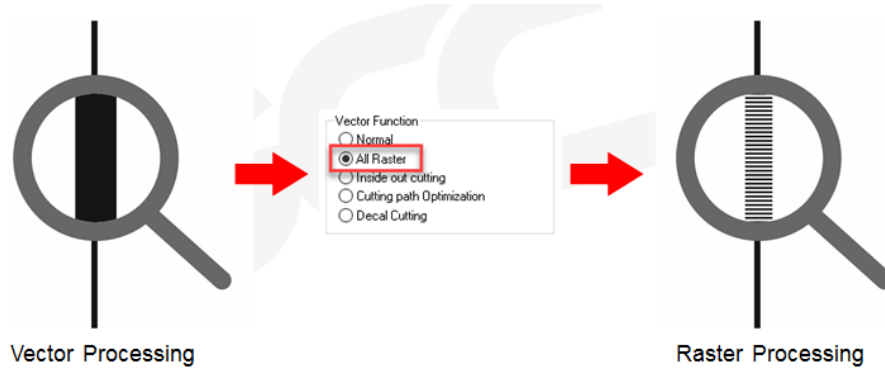 Vector Function
Normal
All Raster
Inside out cutting
Cutting path Optimization
Decal Cutting
Vector Processing
Raster Processing